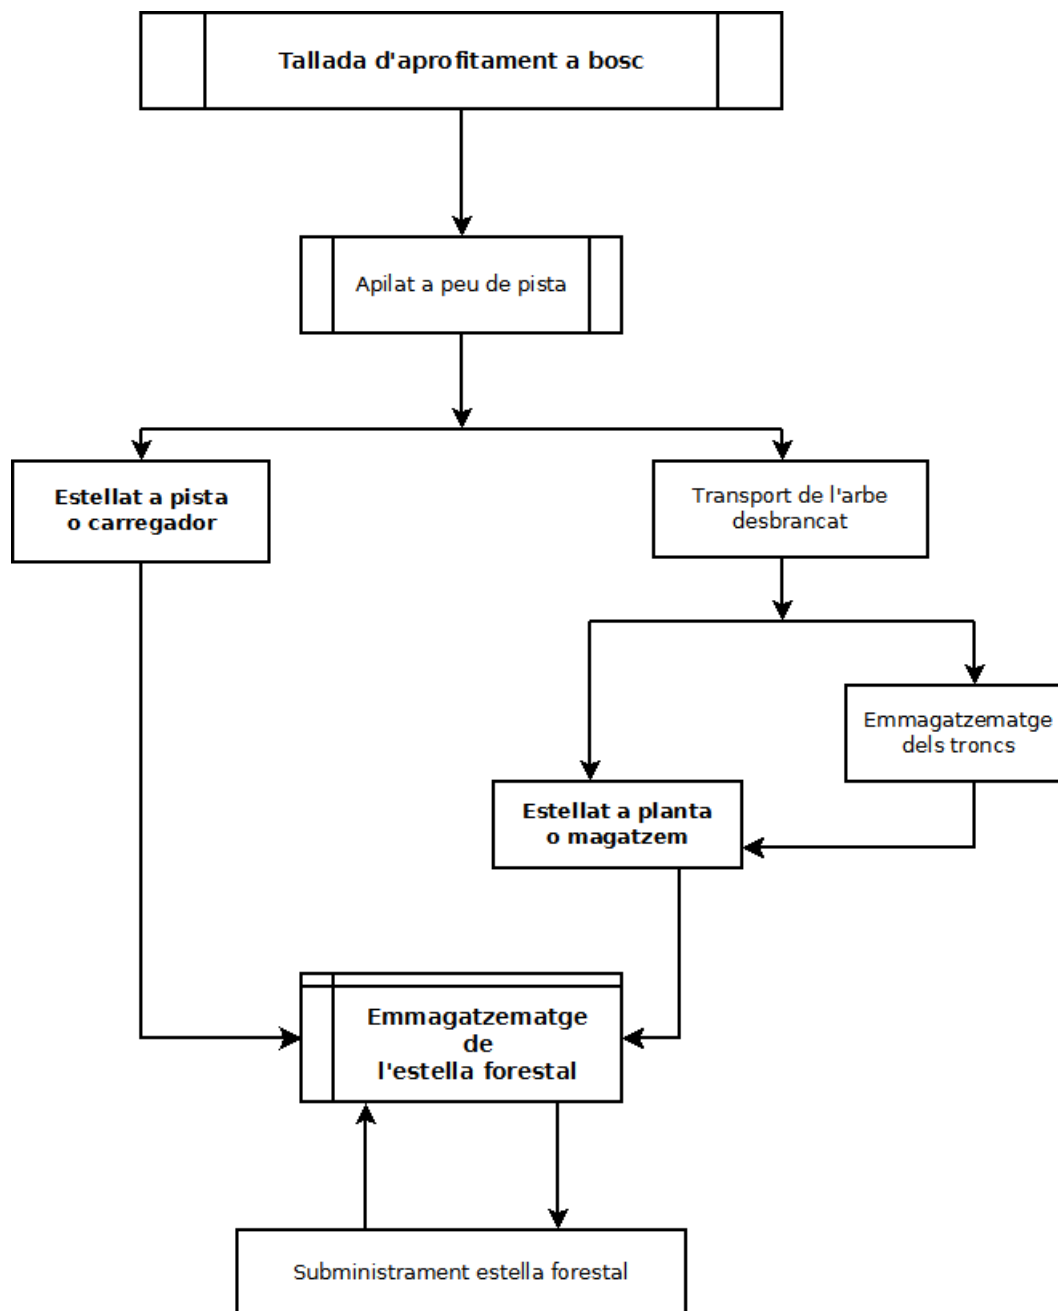 Tallada d'aprofitament a bosc
Apilat a peu de pista
Estellat a pista
o carregador
Transport de l'arbe
desbrancat
Emmagatzematge
dels troncs
Estellat a planta
o magatzem
Emmagatzematge
de
l'estella forestal
Subministrament estella forestal